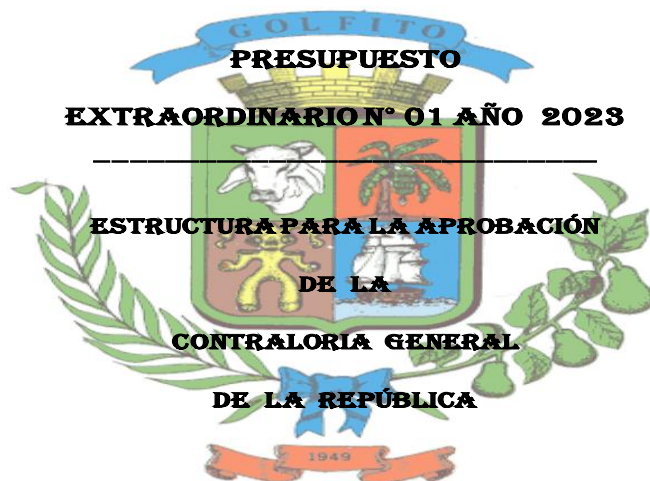 GOLFITO
PRESUPUESTO
EXTRAORDINARIO N° 01 AÑO 2023
ESTRUCTURA PARA LA APROBACIÓN
DE LA
CONTRALORIA GENERAL
DE LA REPÚBLICA
1949